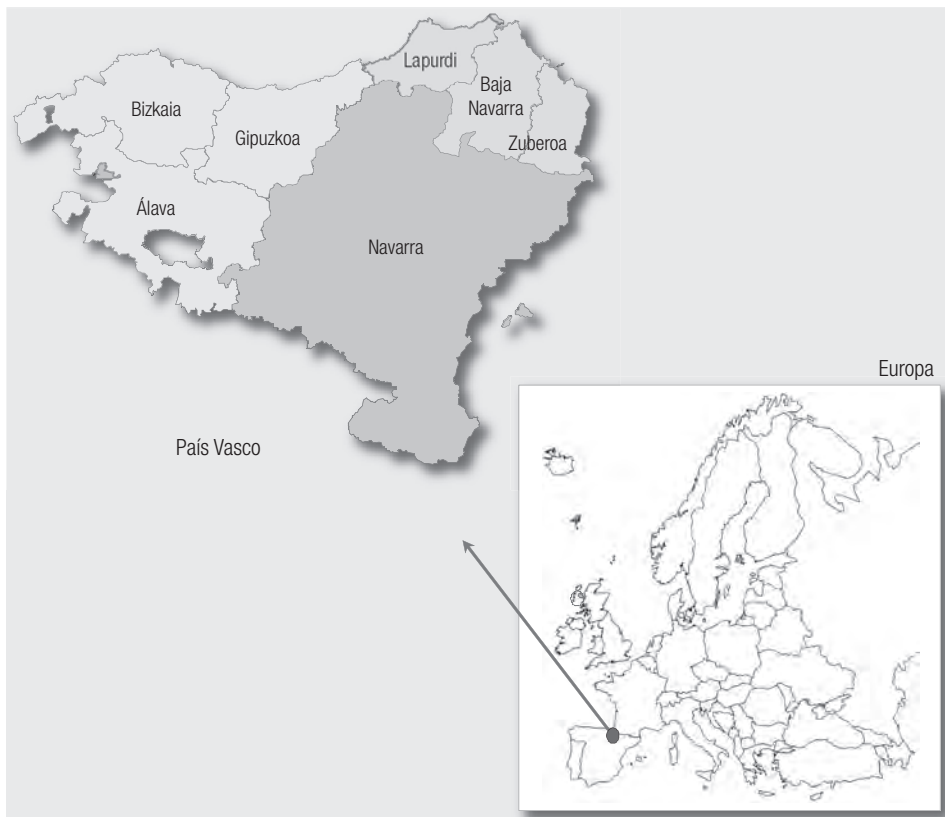 Lapurdi
Baja
Navarra
Bizkaia
Gipuzkoa
Zuberoa
Álava
Navarra
Europa
País Vasco